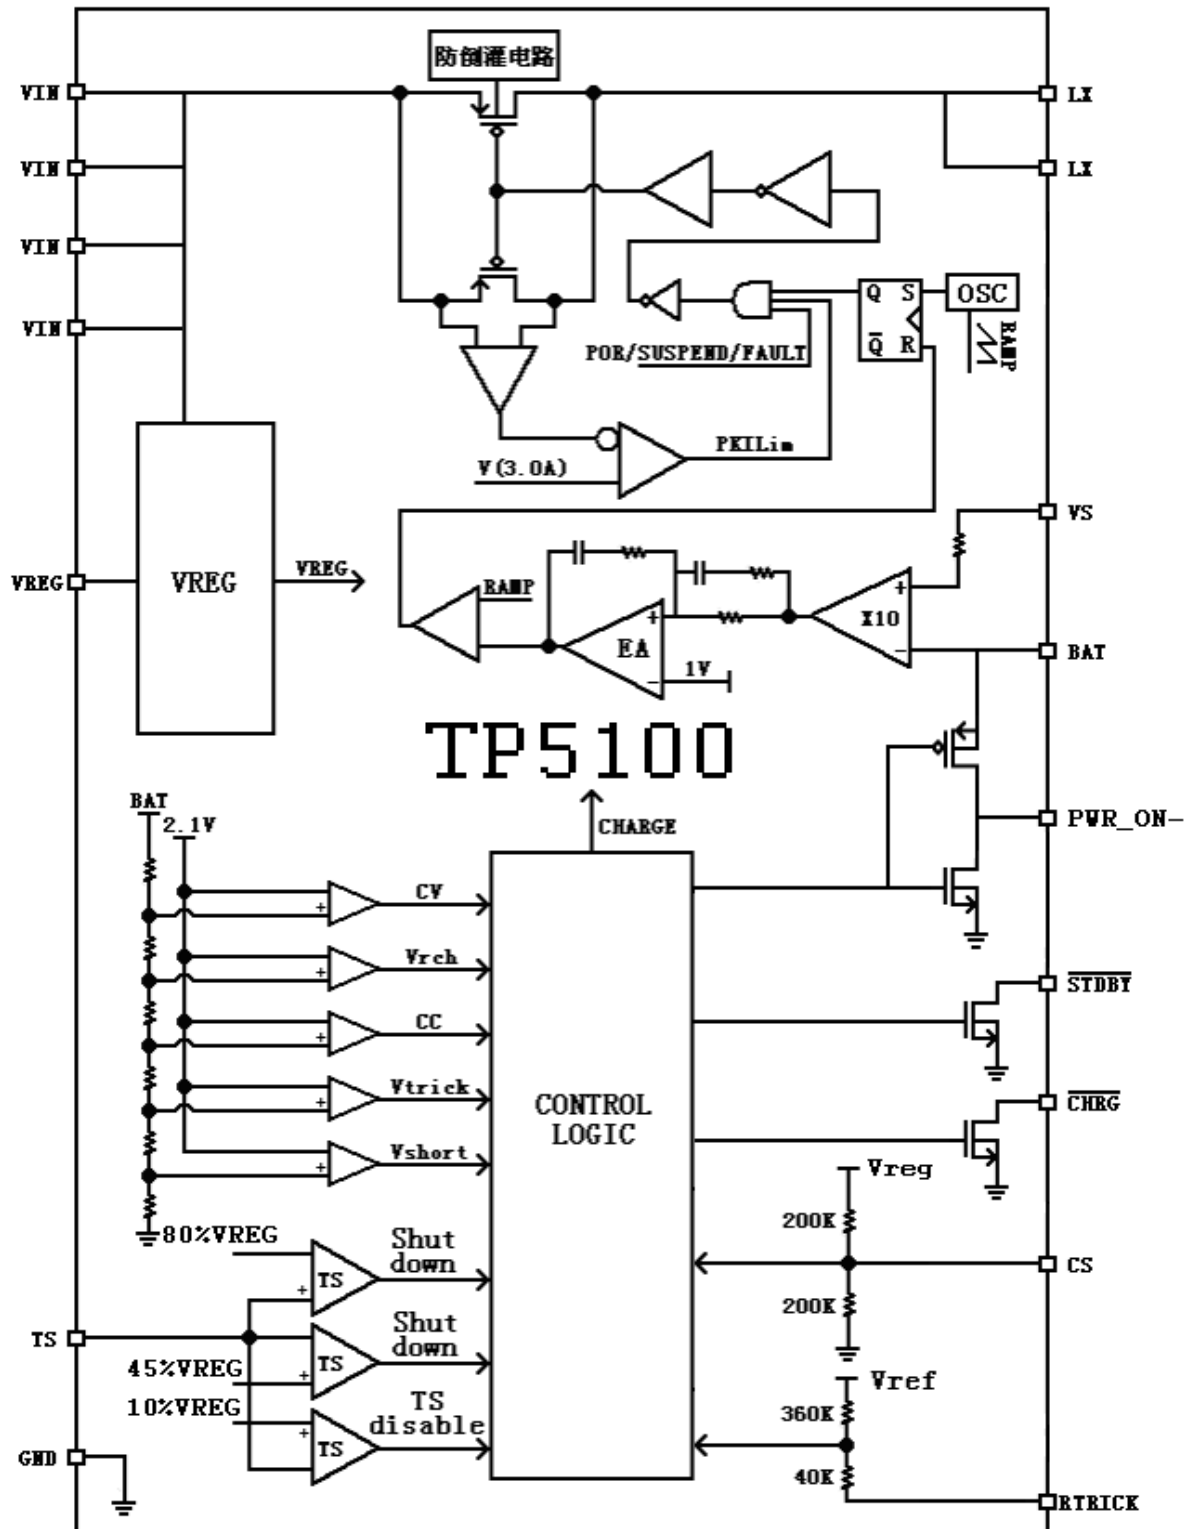 防倒灌电路
VIN
LX
VIN
LX
VIN
Q S
OSC
VIN
Q R
RAMP
POR/SUSPEND/FAULT
PKILim
V(3.0A)
VS
VREG
VREG
VREG
RAMP
+
X10
-
+
EA
-
1V
BAT
TP5100
BAT
2.1V
CHARGE
PWR_ON-
+
CV
+
Vrch
STDBY
+
CC
+
Vtrick
CONTROL
LOGIC
CHRG
+
Vshort
Vreg
80%VREG
200K
+
TS
Shut
down
CS
200K
TS
45%VREG
+
TS
Shut
down
Vref
10%VREG
+
TS
TS
disable
360K
GND
40K
RTRICK